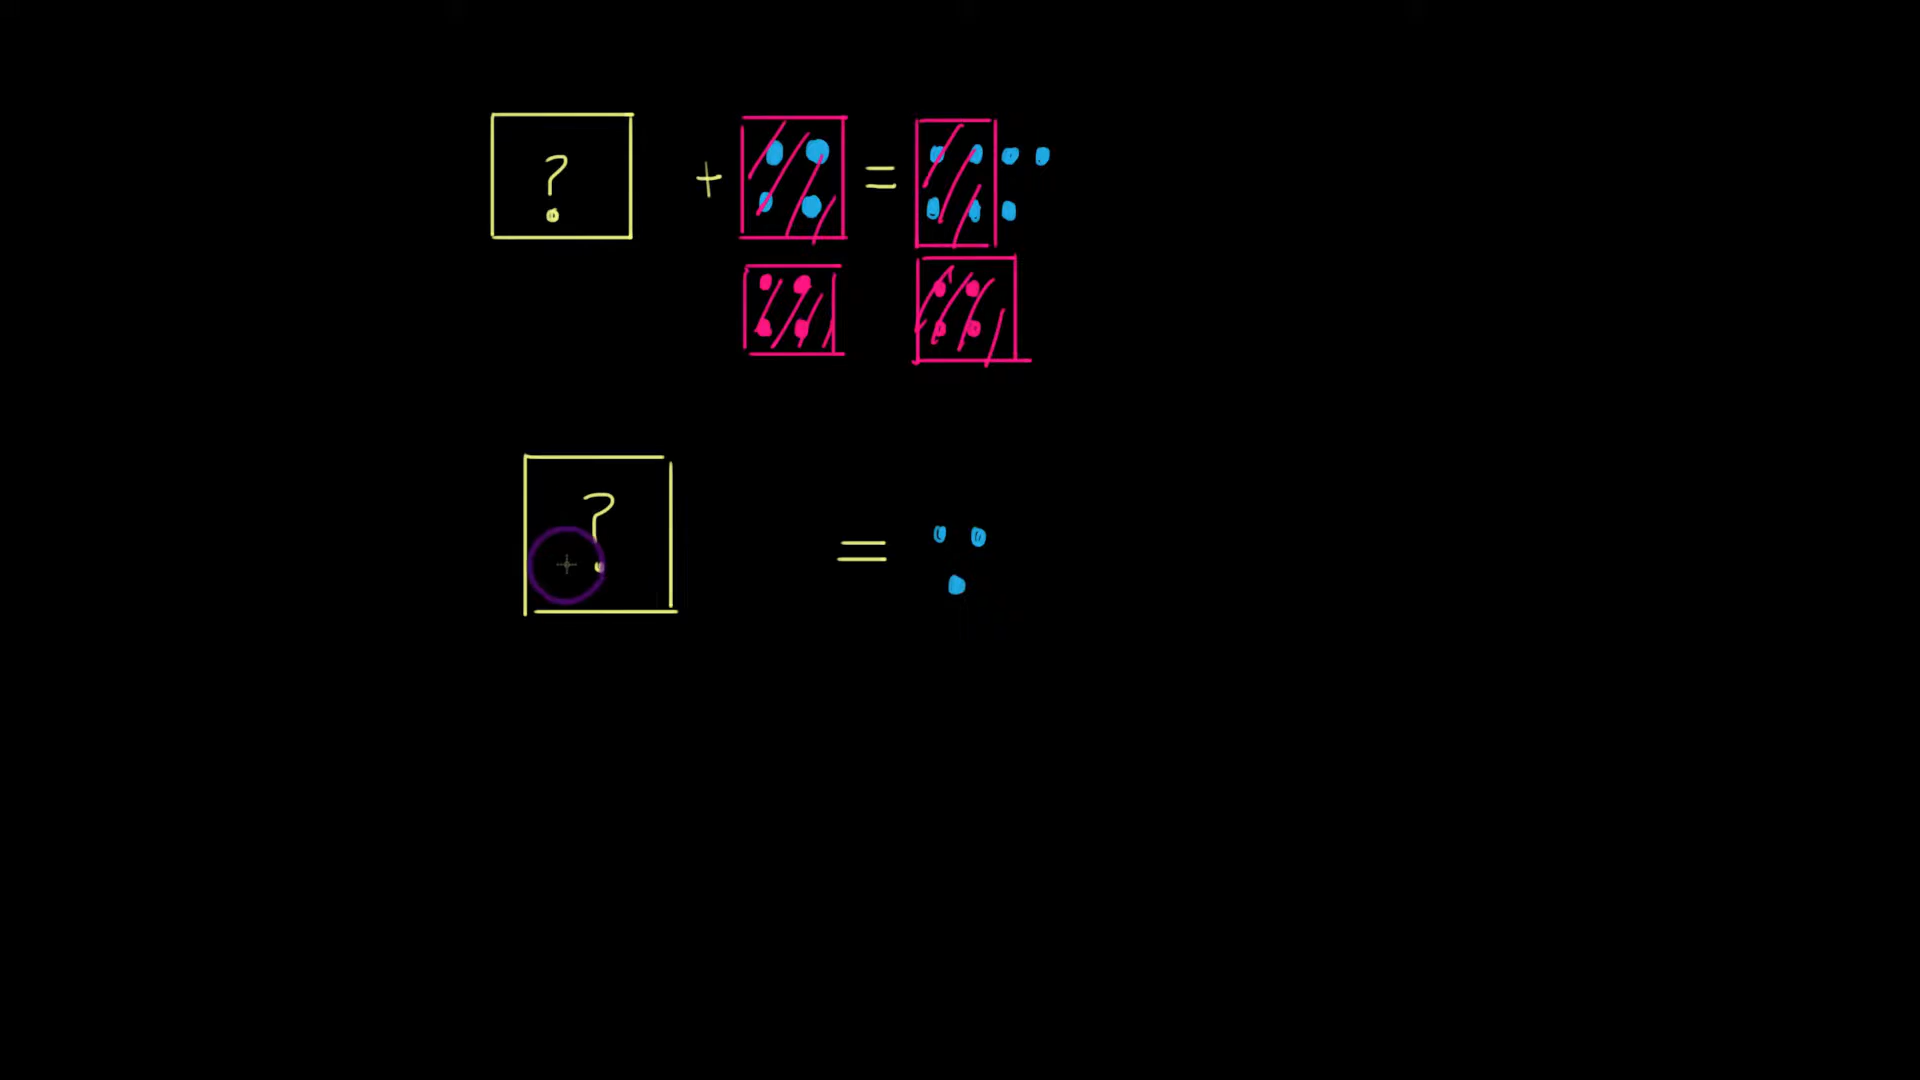 ? + =
? =